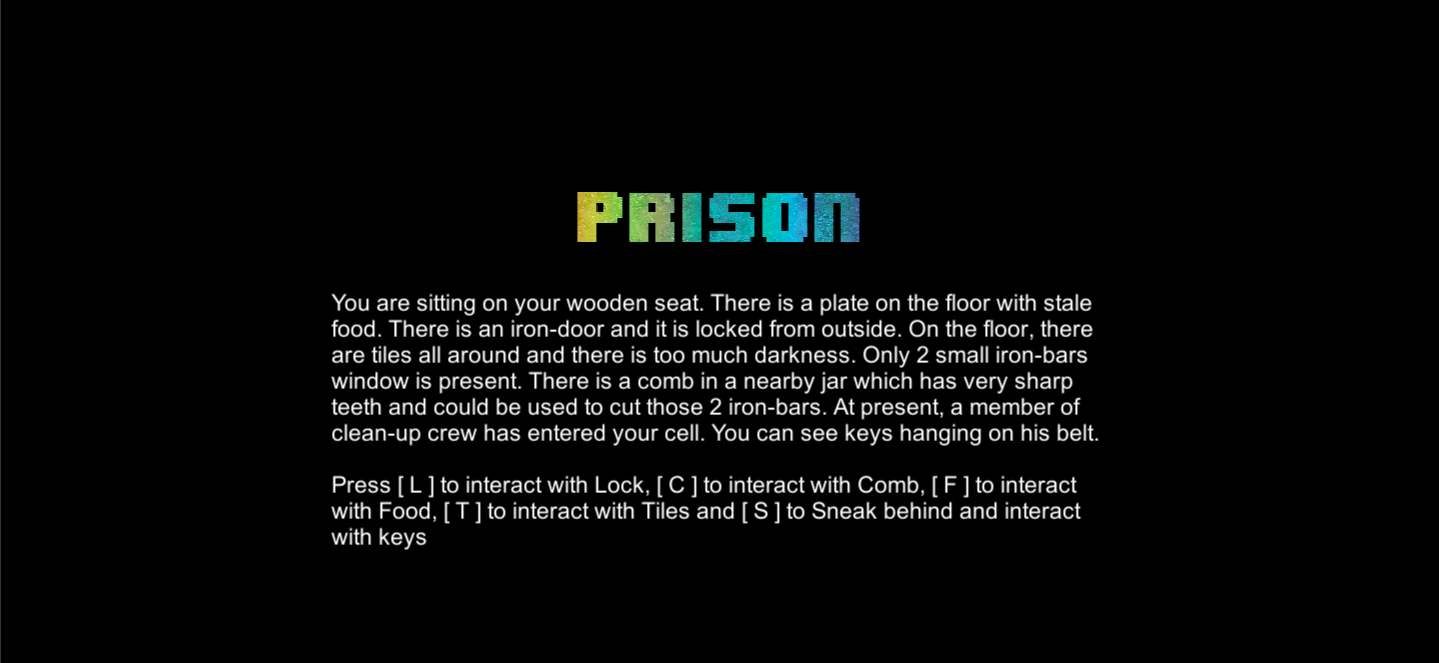 PRISON
You are sitting on your wooden seat. There is a plate on the floor with stale
food. There is an iron-door and it is locked from outside. On the floor, there
are tiles all around and there is too much darkness. Only 2 small iron-bars
window is present. There is a comb in a nearby jar which has very sharp
teeth and could be used to cut those 2 iron-bars. At present, a member of
clean-up crew has entered your cell. You can see keys hanging on his belt.
Press [ L ] to interact with Lock, [ C ] to interact with Comb, [ F ] to interact
with Food, [ T ] to interact with Tiles and [ S ] to Sneak behind and interact
with keys